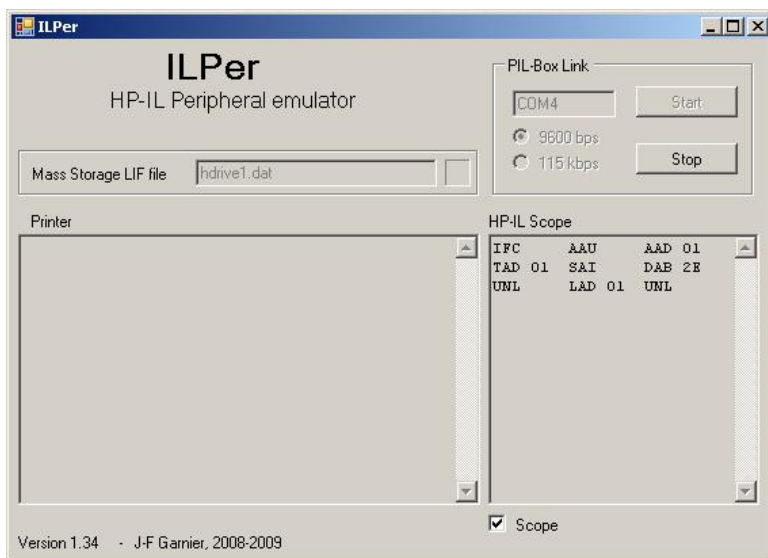 ILPer
ILPer
HP-IL Peripheral emulator
PIL-Box Link
COM4
Start
9600 bps
115 kbps
Stop
Mass Storage LIF file
hdrive1.dat
Printer
HP-IL Scope
IFC AAU AAD 01
TAD 01 SAI DAB 2E
UNL LAD 01 UNL
Scope
Version 1.34 - J-F Garnier, 2008-2009